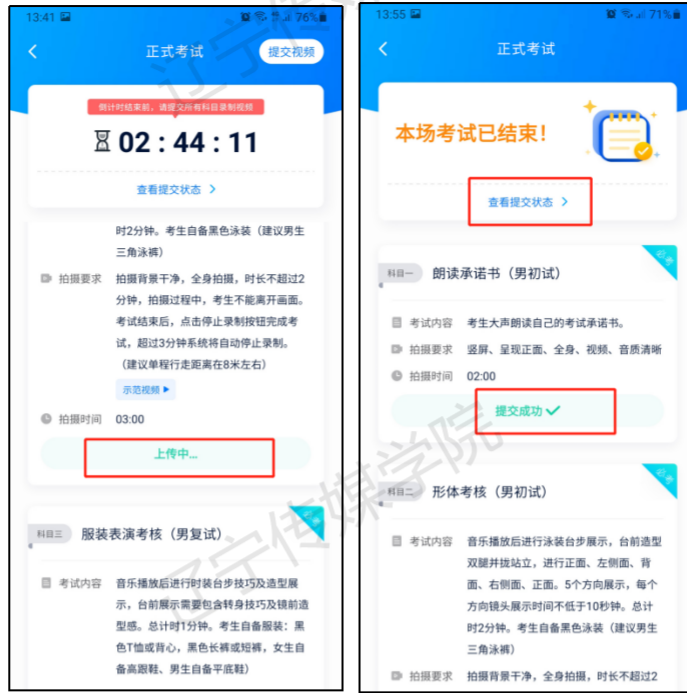 13:41
76%
正式考试
提交视频
倒计时结束前，请提交所有科目录制视频
02 : 44 : 11
查看提交状态 >
时2分钟。考生自备黑色泳装（建议男生
三角泳裤）
拍摄要求 拍摄背景干净，全身拍摄，时长不超过2
分钟，拍摄过程中，考生不能离开画面。
考试结束后，点击停止录制按钮完成考
试，超过3分钟系统将自动停止录制。
（建议单程行走距离在8米左右）
示范视频
拍摄时间 03:00
上传中...
必考
科目三 服装表演考核（男复试）
考试内容 音乐播放后进行时装台步技巧及造型展
示，台前展示需要包含转身技巧及镜前造
型感。总计时1分钟。考生自备服装：黑
色T恤或背心，黑色长裤或短裤，女生自
备高跟鞋、男生自备平底鞋）
13:55
71%
正式考试
本场考试已结束！
查看提交状态 >
必考
科目一 朗读承诺书（男初试）
考试内容 考生大声朗读自己的考试承诺书。
拍摄要求 竖屏、呈现正面、全身、视频、音质清晰
拍摄时间 02:00
提交成功
必考
科目二 形体考核（男初试）
考试内容 音乐播放后进行泳装台步展示，台前造型
双腿并拢站立，进行正面、左侧面、背
面、右侧面、正面。5个方向展示，每个
方向镜头展示时间不低于10秒钟。总计
时2分钟。考生自备黑色泳装（建议男生
三角泳裤）
拍摄要求 拍摄背景干净，全身拍摄，时长不超过2
辽宁传媒学院
辽宁传媒学院